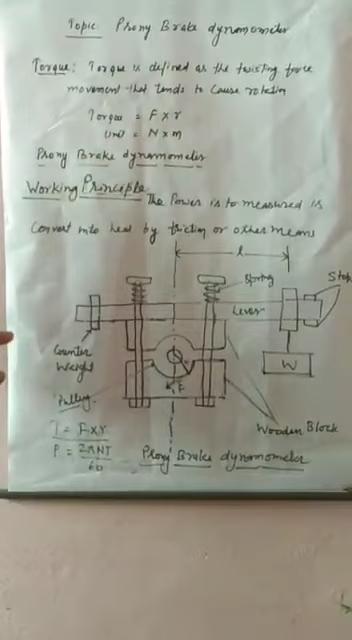 Topic Prony Brake dynamometer
Torque: Torque is defined as the twisting force
movement that tends to cause rotation
Torque = F x r
Unit = N x m
Prony Brake dynamometer
Working Principle The Power is to measured is
Convert into heat by friction or other means
l
Spring
Stop
Lever
Counter
Weight
W
F
Pulley
Wooden Block
T = F x r
P = 2πNT
60
Prony Brake dynamometer